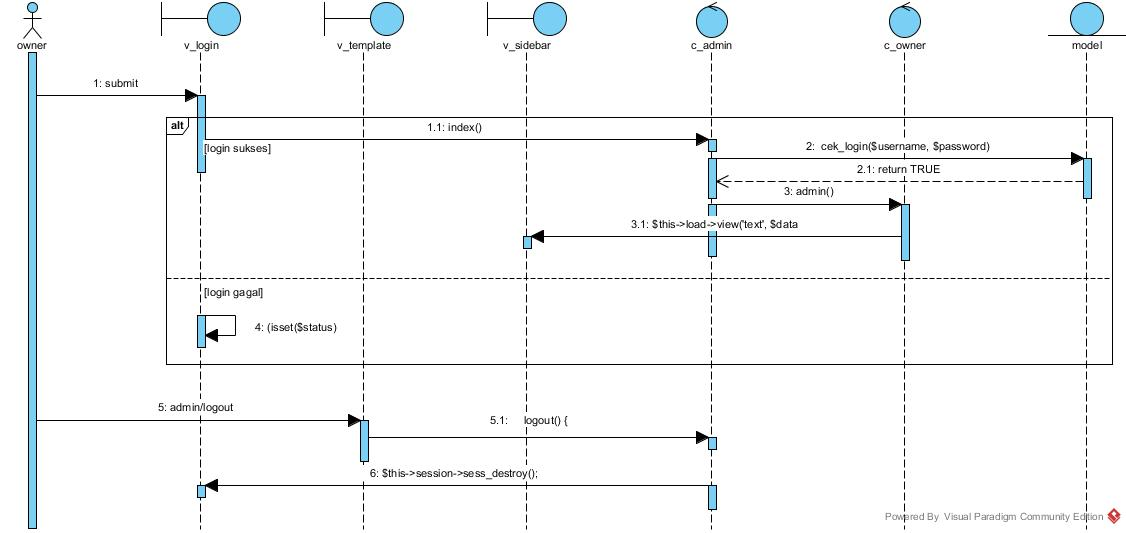 owner
v_login
v_template
v_sidebar
c_admin
c_owner
model
1: submit
alt
1.1: index()
[login sukses]
2:  cek_login($username, $password)
2.1: return TRUE
3: admin()
3.1: $this->load->view('text', $data
[login gagal]
4: (isset($status)
5: admin/logout
5.1:     logout() {
6: $this->session->sess_destroy();
Powered By  Visual Paradigm Community Edition